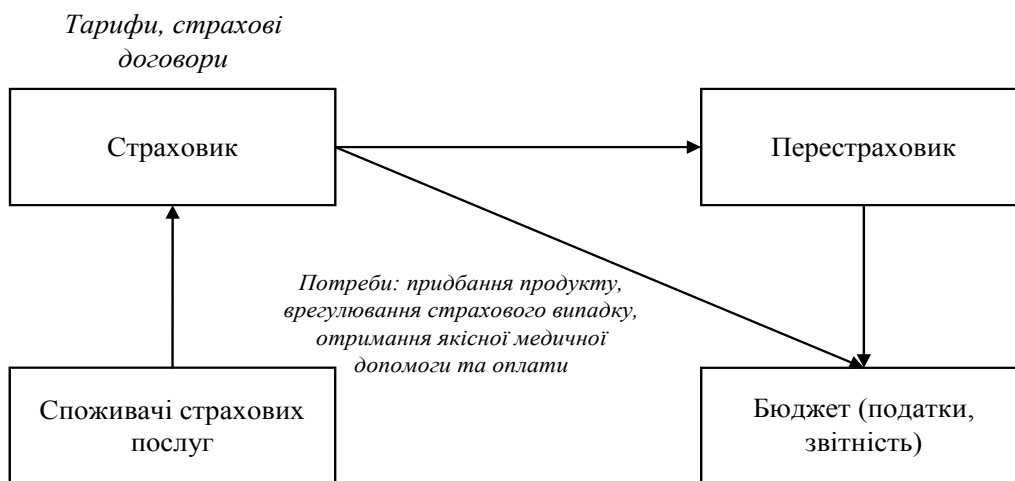 Тарифи, страхові
договори
Страховик
Перестраховик
Потреби: придбання продукту,
врегулювання страхового випадку,
отримання якісної медичної
допомоги та оплати
Споживачі страхових
послуг
Бюджет (податки,
звітність)